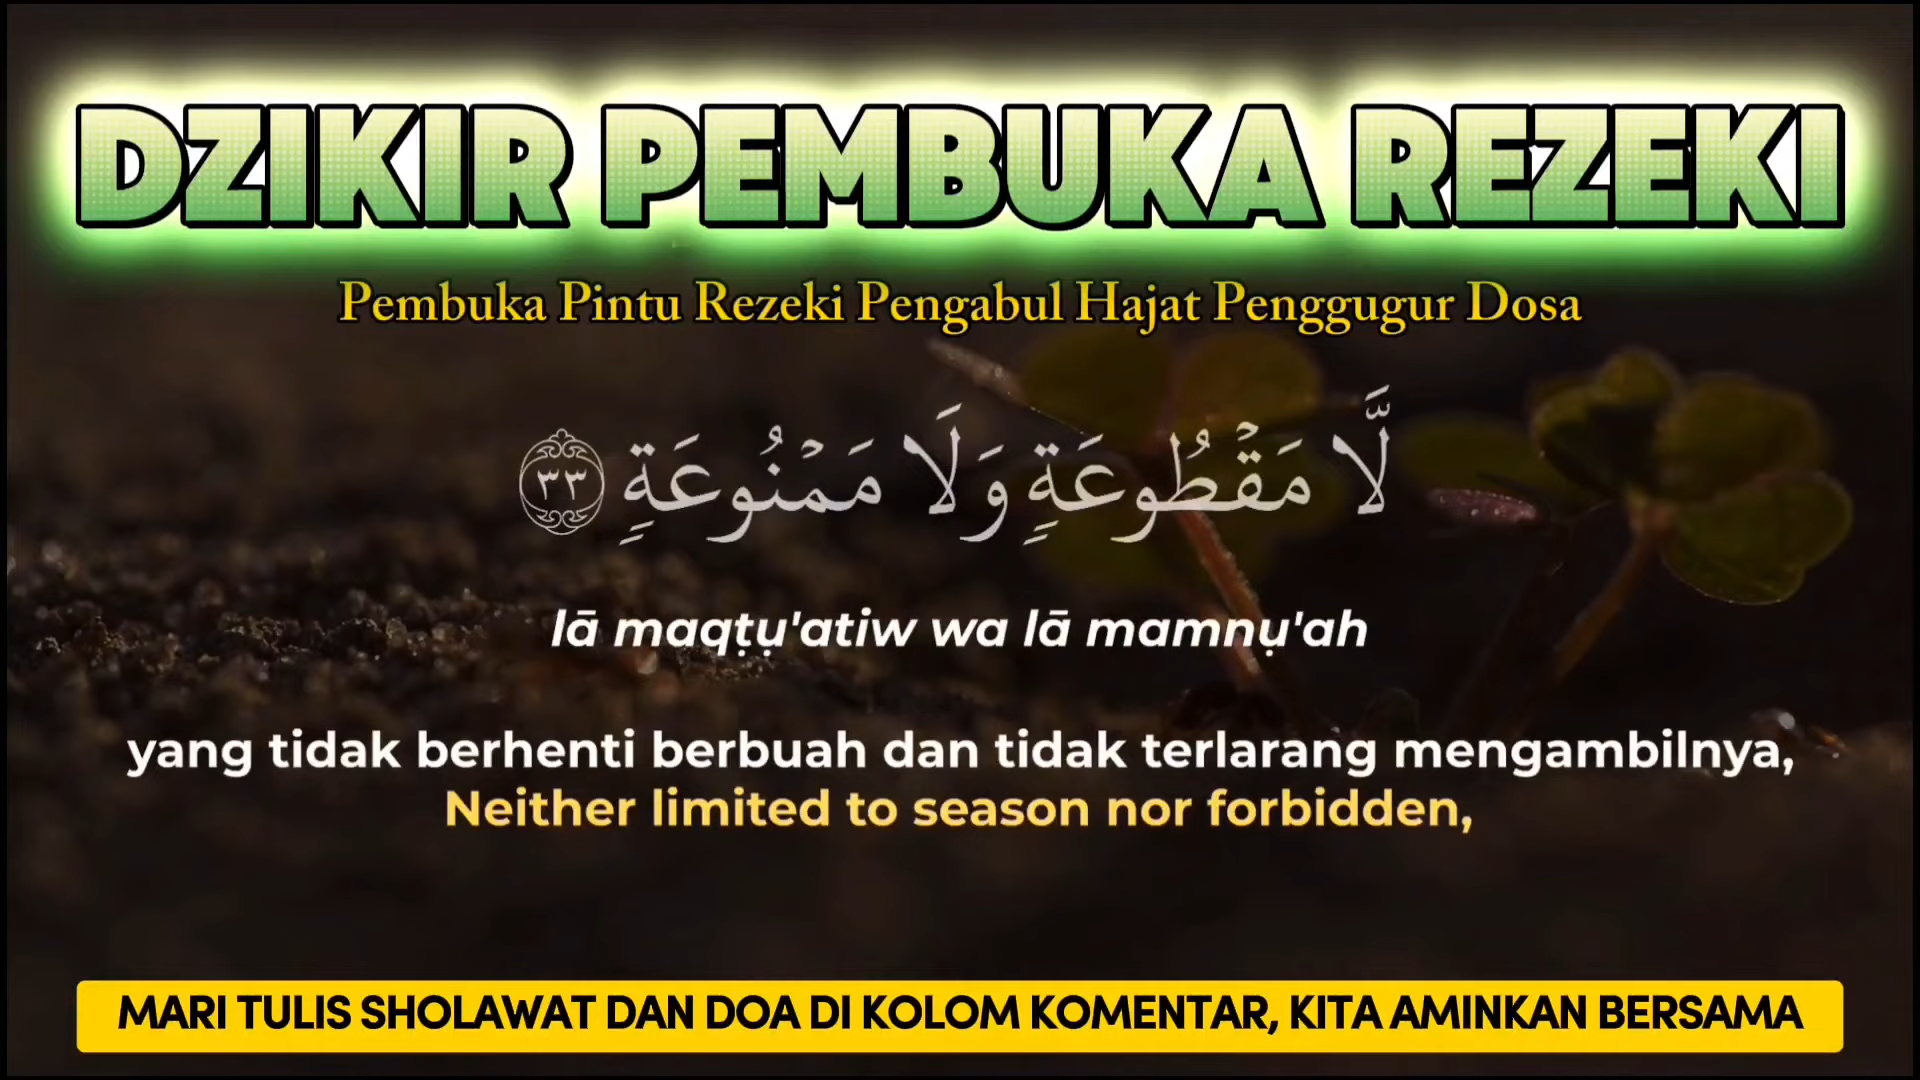 DZIKIR PEMBUKA REZEKI
Pembuka Pintu Rezeki Pengabul Hajat Penggugur Dosa
لَّا مَقْطُوعَةٍ وَلَا مَمْنُوعَةٍ ٣٣
lā maqṭụ'atiw wa lā mamnụ'ah
yang tidak berhenti berbuah dan tidak terlarang mengambilnya,
Neither limited to season nor forbidden,
MARI TULIS SHOLAWAT DAN DOA DI KOLOM KOMENTAR, KITA AMINKAN BERSAMA